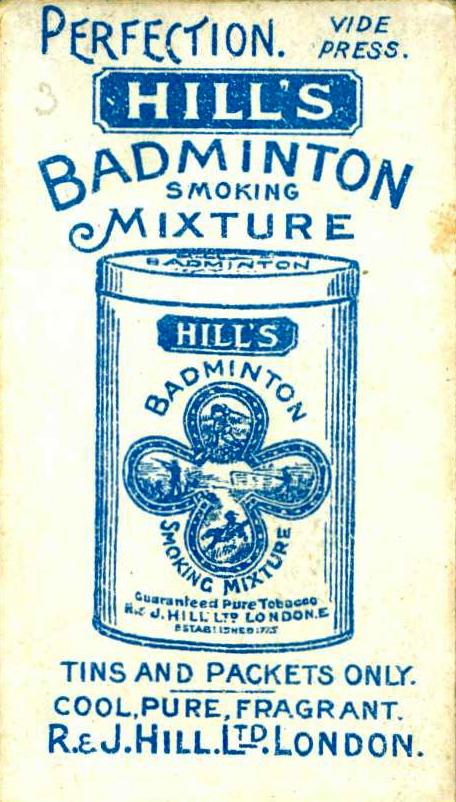 PERFECTION.
VIDE
PRESS.
3
HILL'S
BADMINTON
SMOKING
MIXTURE
BADMINTON
HILL'S
BADMINTON
SMOKING MIXTURE
Guaranteed Pure Tobacco
R.& J. HILL LTD LONDON.E
ESTABLISHED 1775
TINS AND PACKETS ONLY.
COOL, PURE, FRAGRANT.
R.& J. HILL. LTD. LONDON.